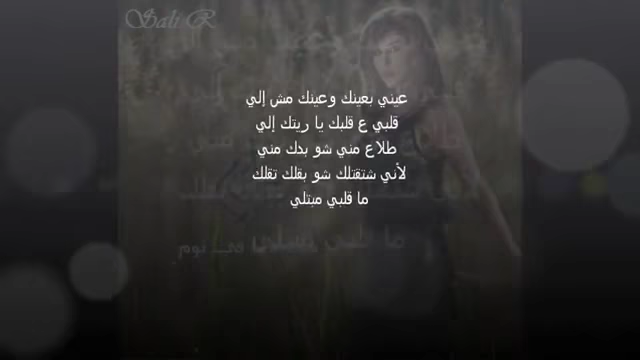 Sali R
عيني بعينك وعينك مش إلي
قلبي ع قلبك يا ريتك إلي
طلاع مني شو بدك مني
لأني شتقتلك شو بقلك تقلك
ما قلبي مبتلي